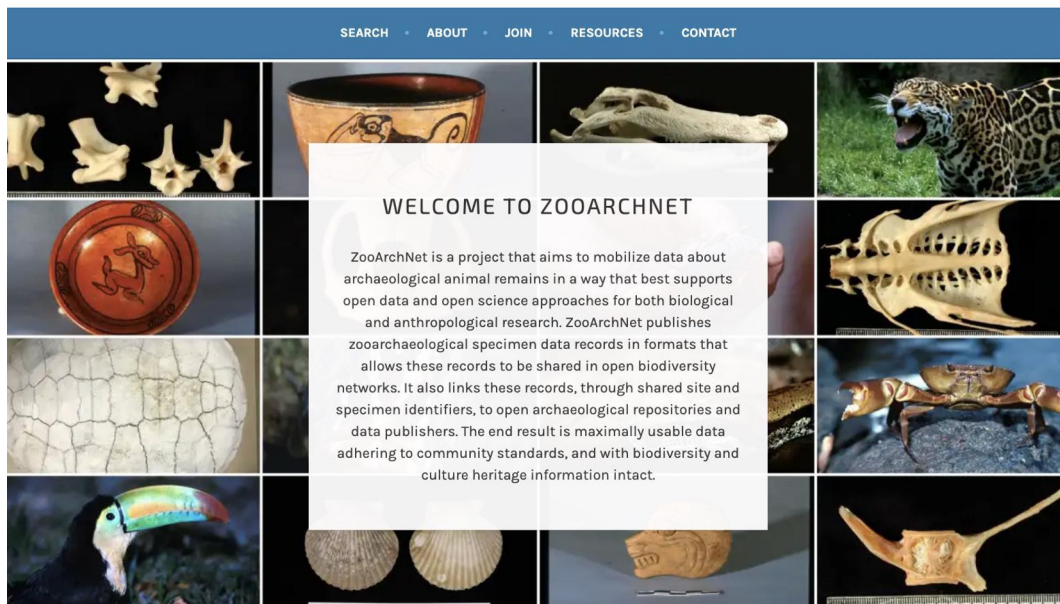 SEARCH • ABOUT • JOIN • RESOURCES • CONTACT
WELCOME TO ZOOARCHNET
ZooArchNet is a project that aims to mobilize data about
archaeological animal remains in a way that best supports
open data and open science approaches for both biological
and anthropological research. ZooArchNet publishes
zooarchaeological specimen data records in formats that
allows these records to be shared in open biodiversity
networks. It also links these records, through shared site and
specimen identifiers, to open archaeological repositories and
data publishers. The end result is maximally usable data
adhering to community standards, and with biodiversity and
culture heritage information intact.